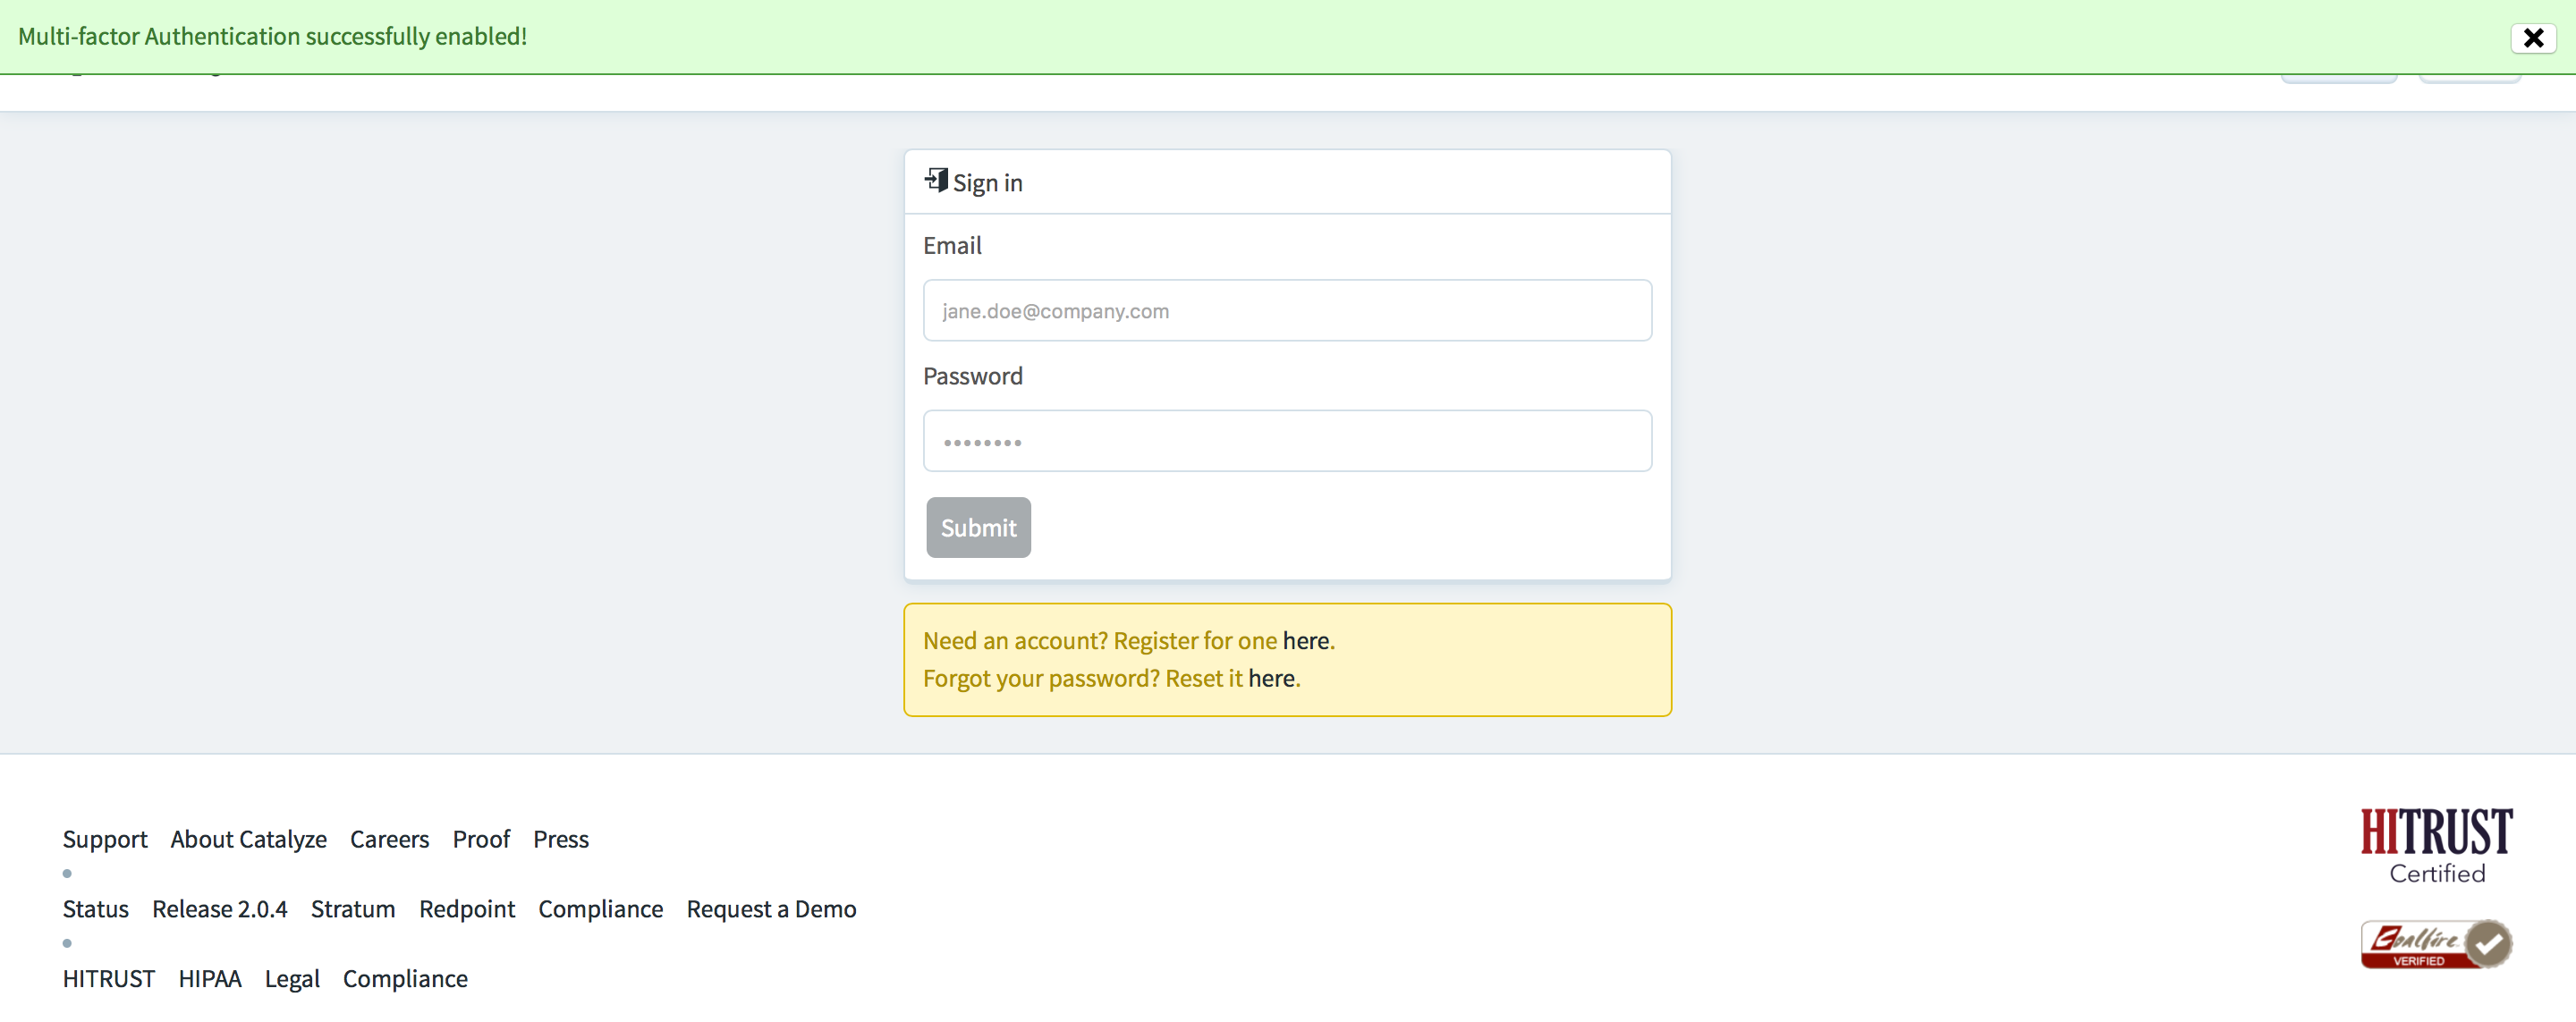 Multi-factor Authentication successfully enabled!
Sign in
Email
jane.doe@company.com
Password
••••••••
Submit
Need an account? Register for one here.
Forgot your password? Reset it here.
Support About Catalyze Careers Proof Press
•
Status Release 2.0.4 Stratum Redpoint Compliance Request a Demo
•
HITRUST HIPAA Legal Compliance
HITRUST
Certified
Coalfire
VERIFIED